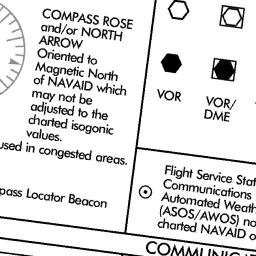 COMPASS ROSE
and/or NORTH
ARROW
Oriented to
Magnetic North
of NAVAID which
may not be
adjusted to the
charted isogonic
values.
used in congested areas.
pass Locator Beacon
VOR
VOR/
DME
Flight Service Stat
Communications
Automated Weath
(ASOS/AWOS) no
charted NAVAID o
COMMUNICAT